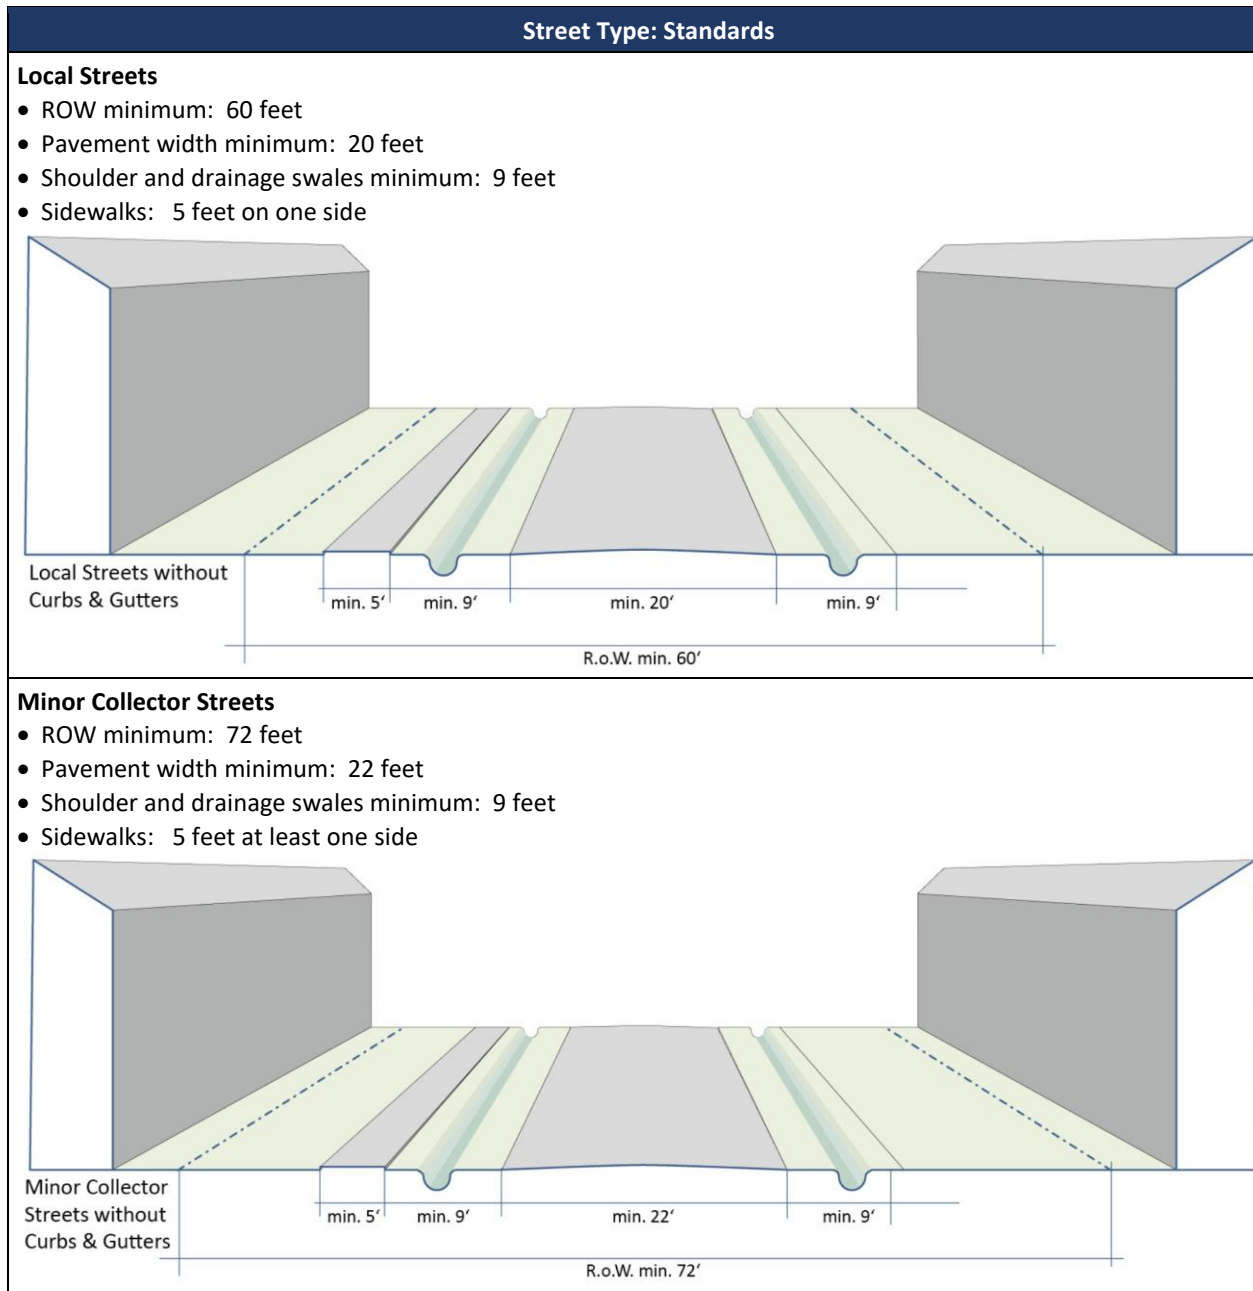 Street Type: Standards
Local Streets
• ROW minimum: 60 feet
• Pavement width minimum: 20 feet
• Shoulder and drainage swales minimum: 9 feet
• Sidewalks: 5 feet on one side
Local Streets without
Curbs & Gutters
min. 5‘
min. 9‘
min. 20‘
min. 9‘
R.o.W. min. 60‘
Minor Collector Streets
• ROW minimum: 72 feet
• Pavement width minimum: 22 feet
• Shoulder and drainage swales minimum: 9 feet
• Sidewalks: 5 feet at least one side
Minor Collector
Streets without
Curbs & Gutters
min. 5‘
min. 9‘
min. 22‘
min. 9‘
R.o.W. min. 72‘